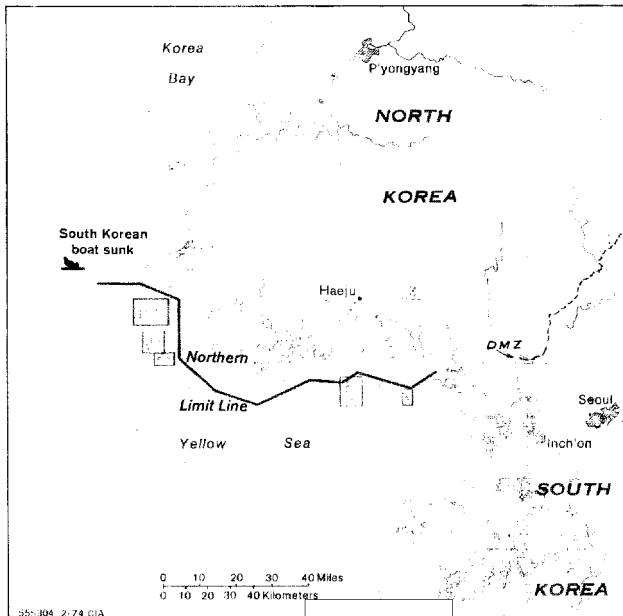 Korea
Bay
P'yongyang
NORTH
KOREA
South Korean
boat sunk
Haeju
DMZ
Northern
Limit Line
Seoul
Yellow Sea
Inch'on
SOUTH
0 10 20 30 40 Miles
0 10 20 30 40 Kilometers
KOREA
555304 2-74 CIA